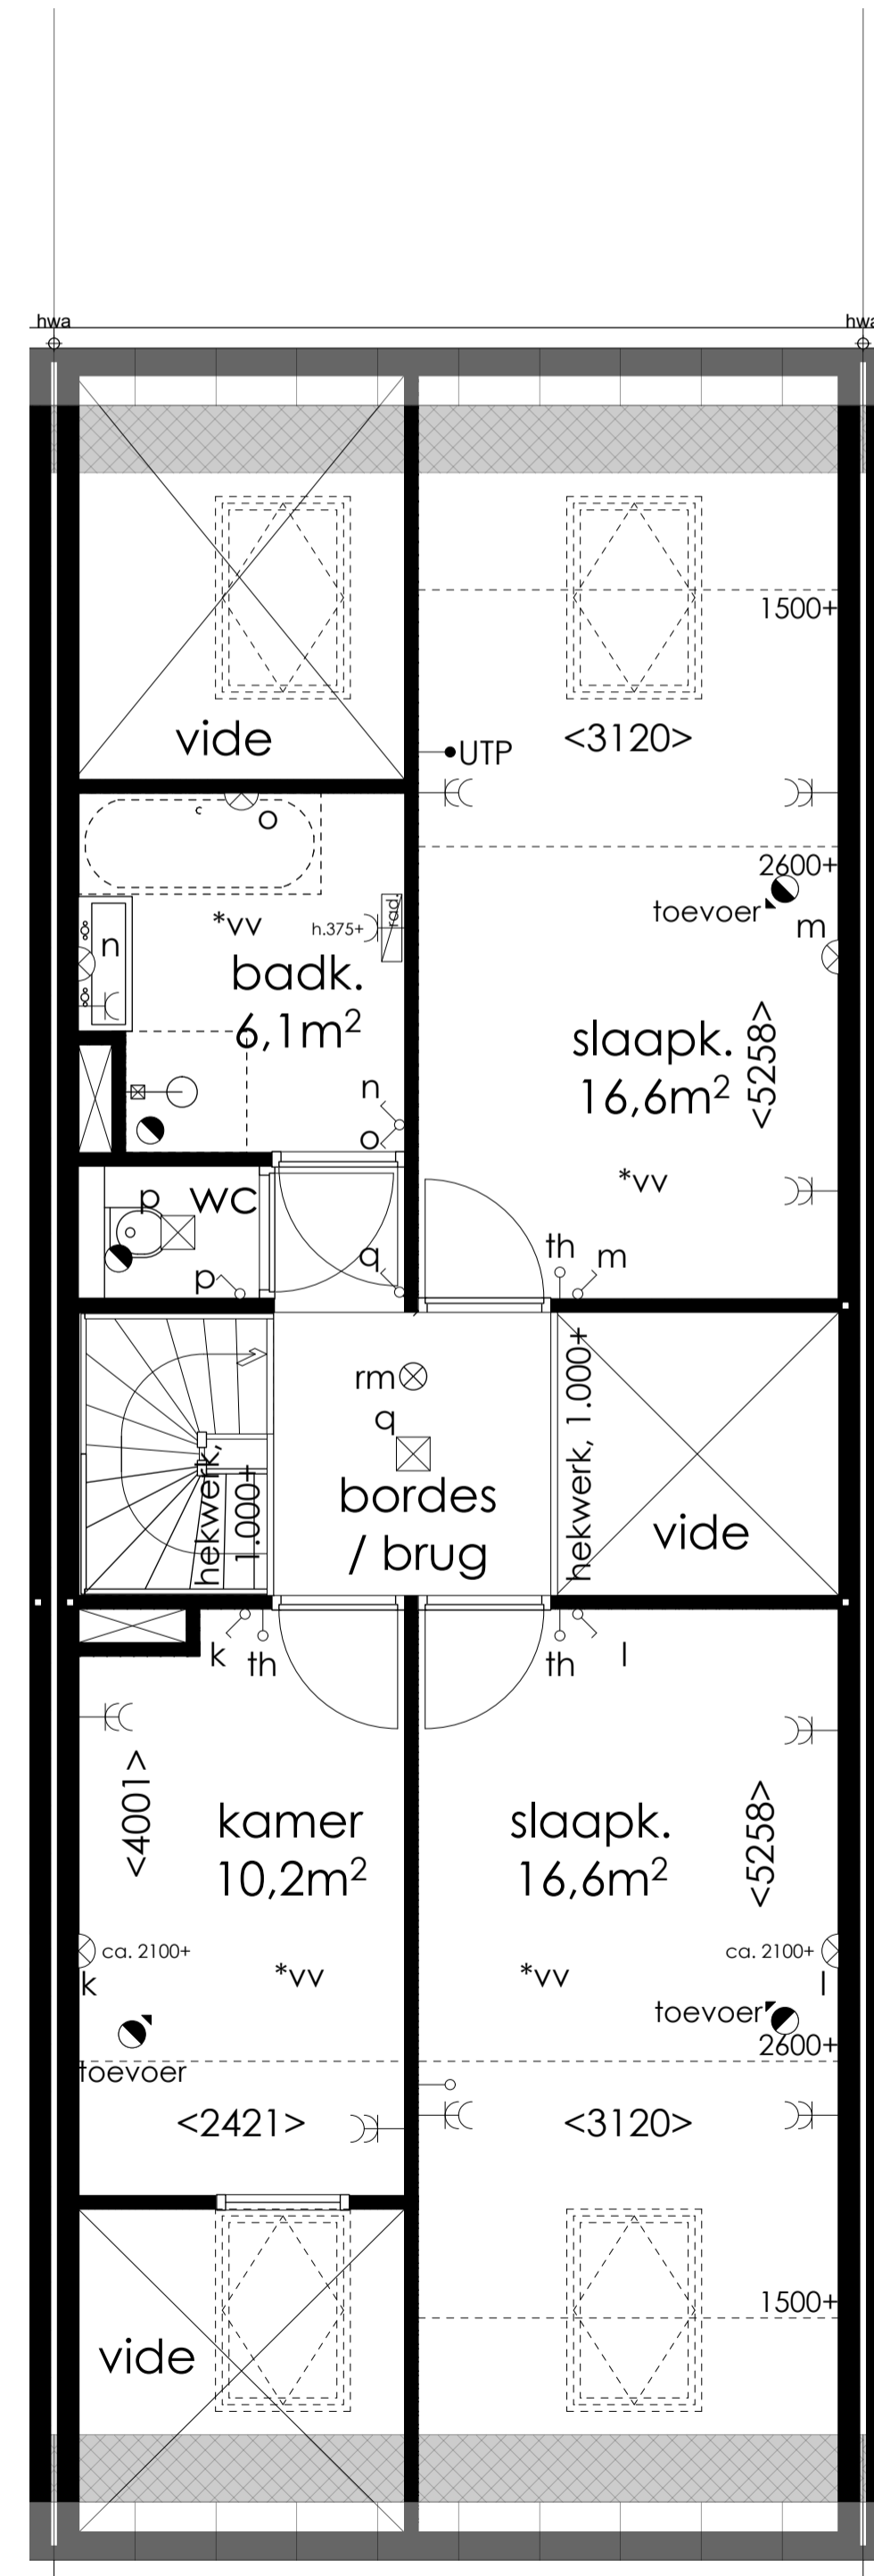 hwa
hwa
1500+
vide
<3120>
UTP
c
o
2600+
toevoer
m
*vv
h.375+
rad.
n
badk.
6,1m²
slaapk.
16,6m²
<5258>
n
o
*vv
p
wc
p
q
th
m
rm
q
hekwerk, 1.000+
hekwerk,
1.000+
bordes
/ brug
vide
k
th
th
l
<4001>
kamer
10,2m²
slaapk.
16,6m²
<5258>
ca. 2100+
ca. 2100+
k
*vv
*vv
l
toevoer
2600+
toevoer
<2421>
<3120>
1500+
vide